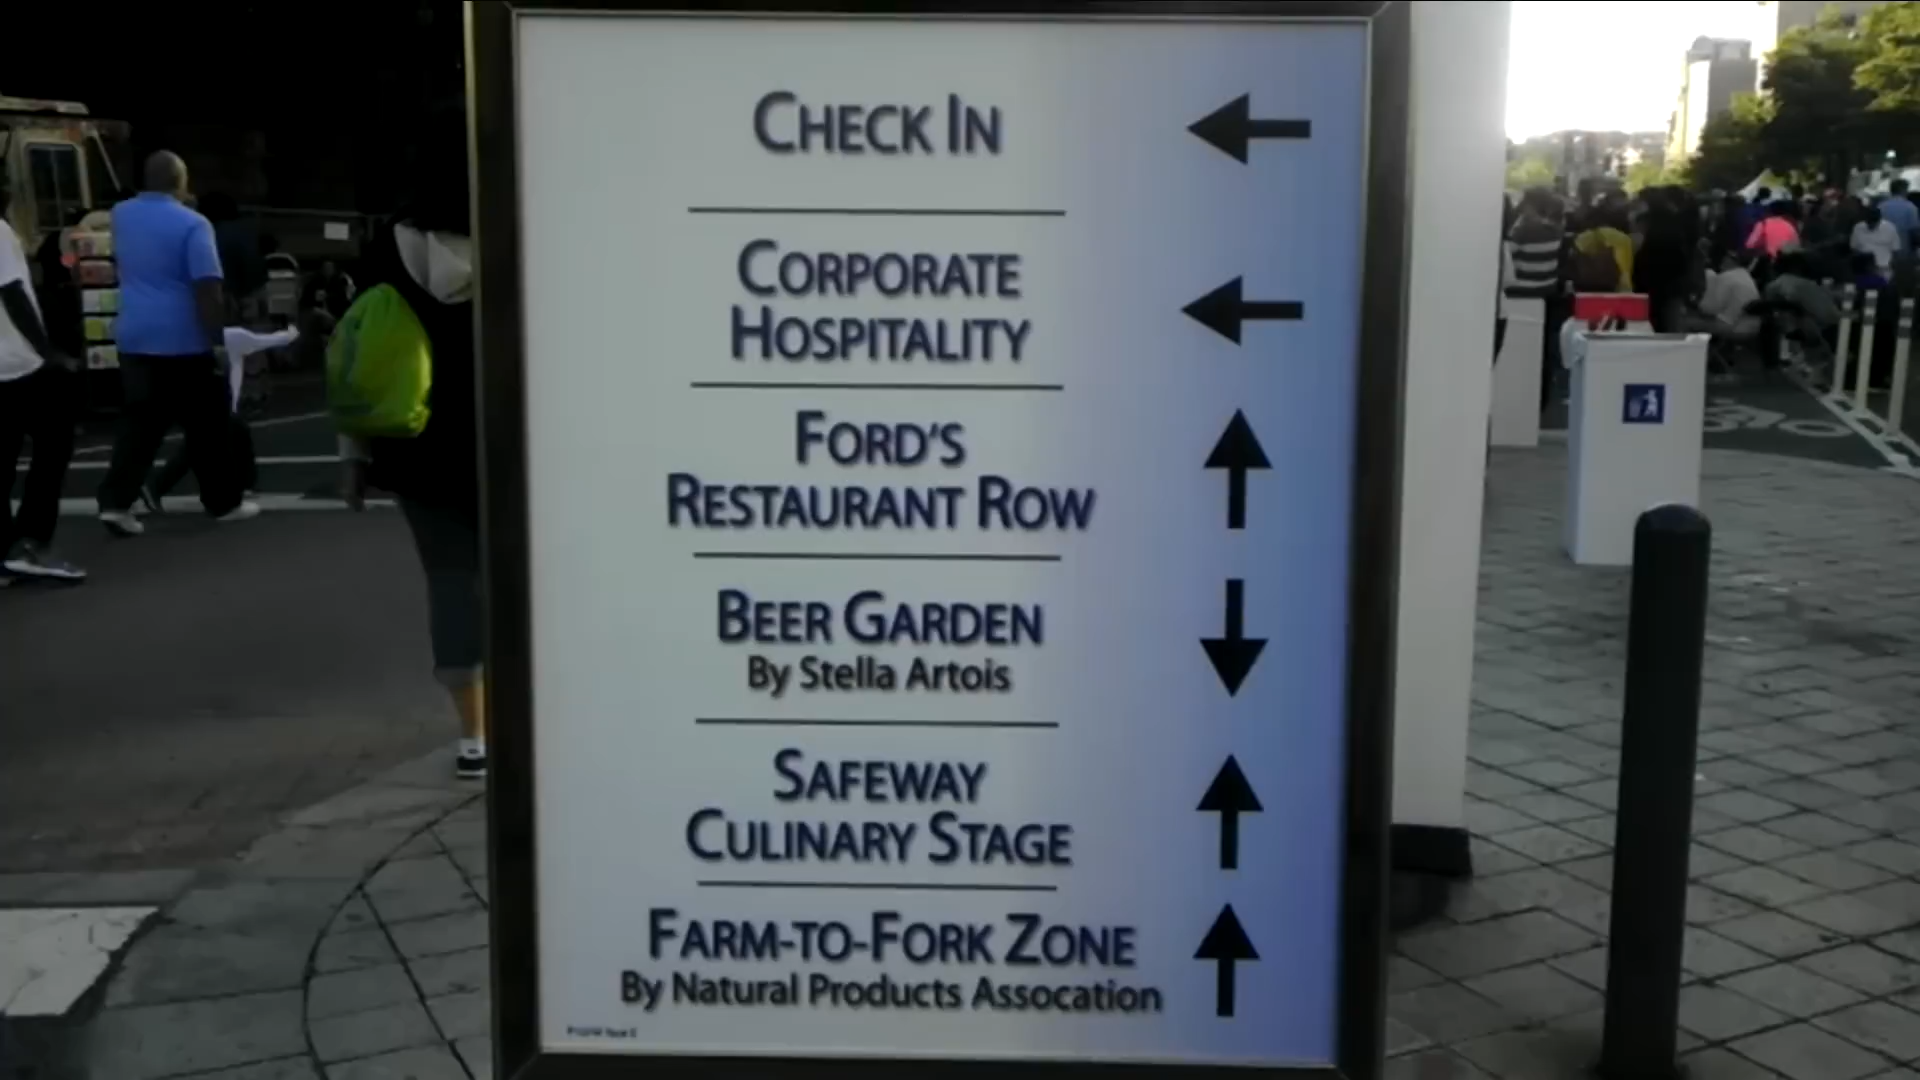 CHECK IN
CORPORATE
HOSPITALITY
FORD'S
RESTAURANT ROW
BEER GARDEN
By Stella Artois
SAFEWAY
CULINARY STAGE
FARM-TO-FORK ZONE
By Natural Products Assocation